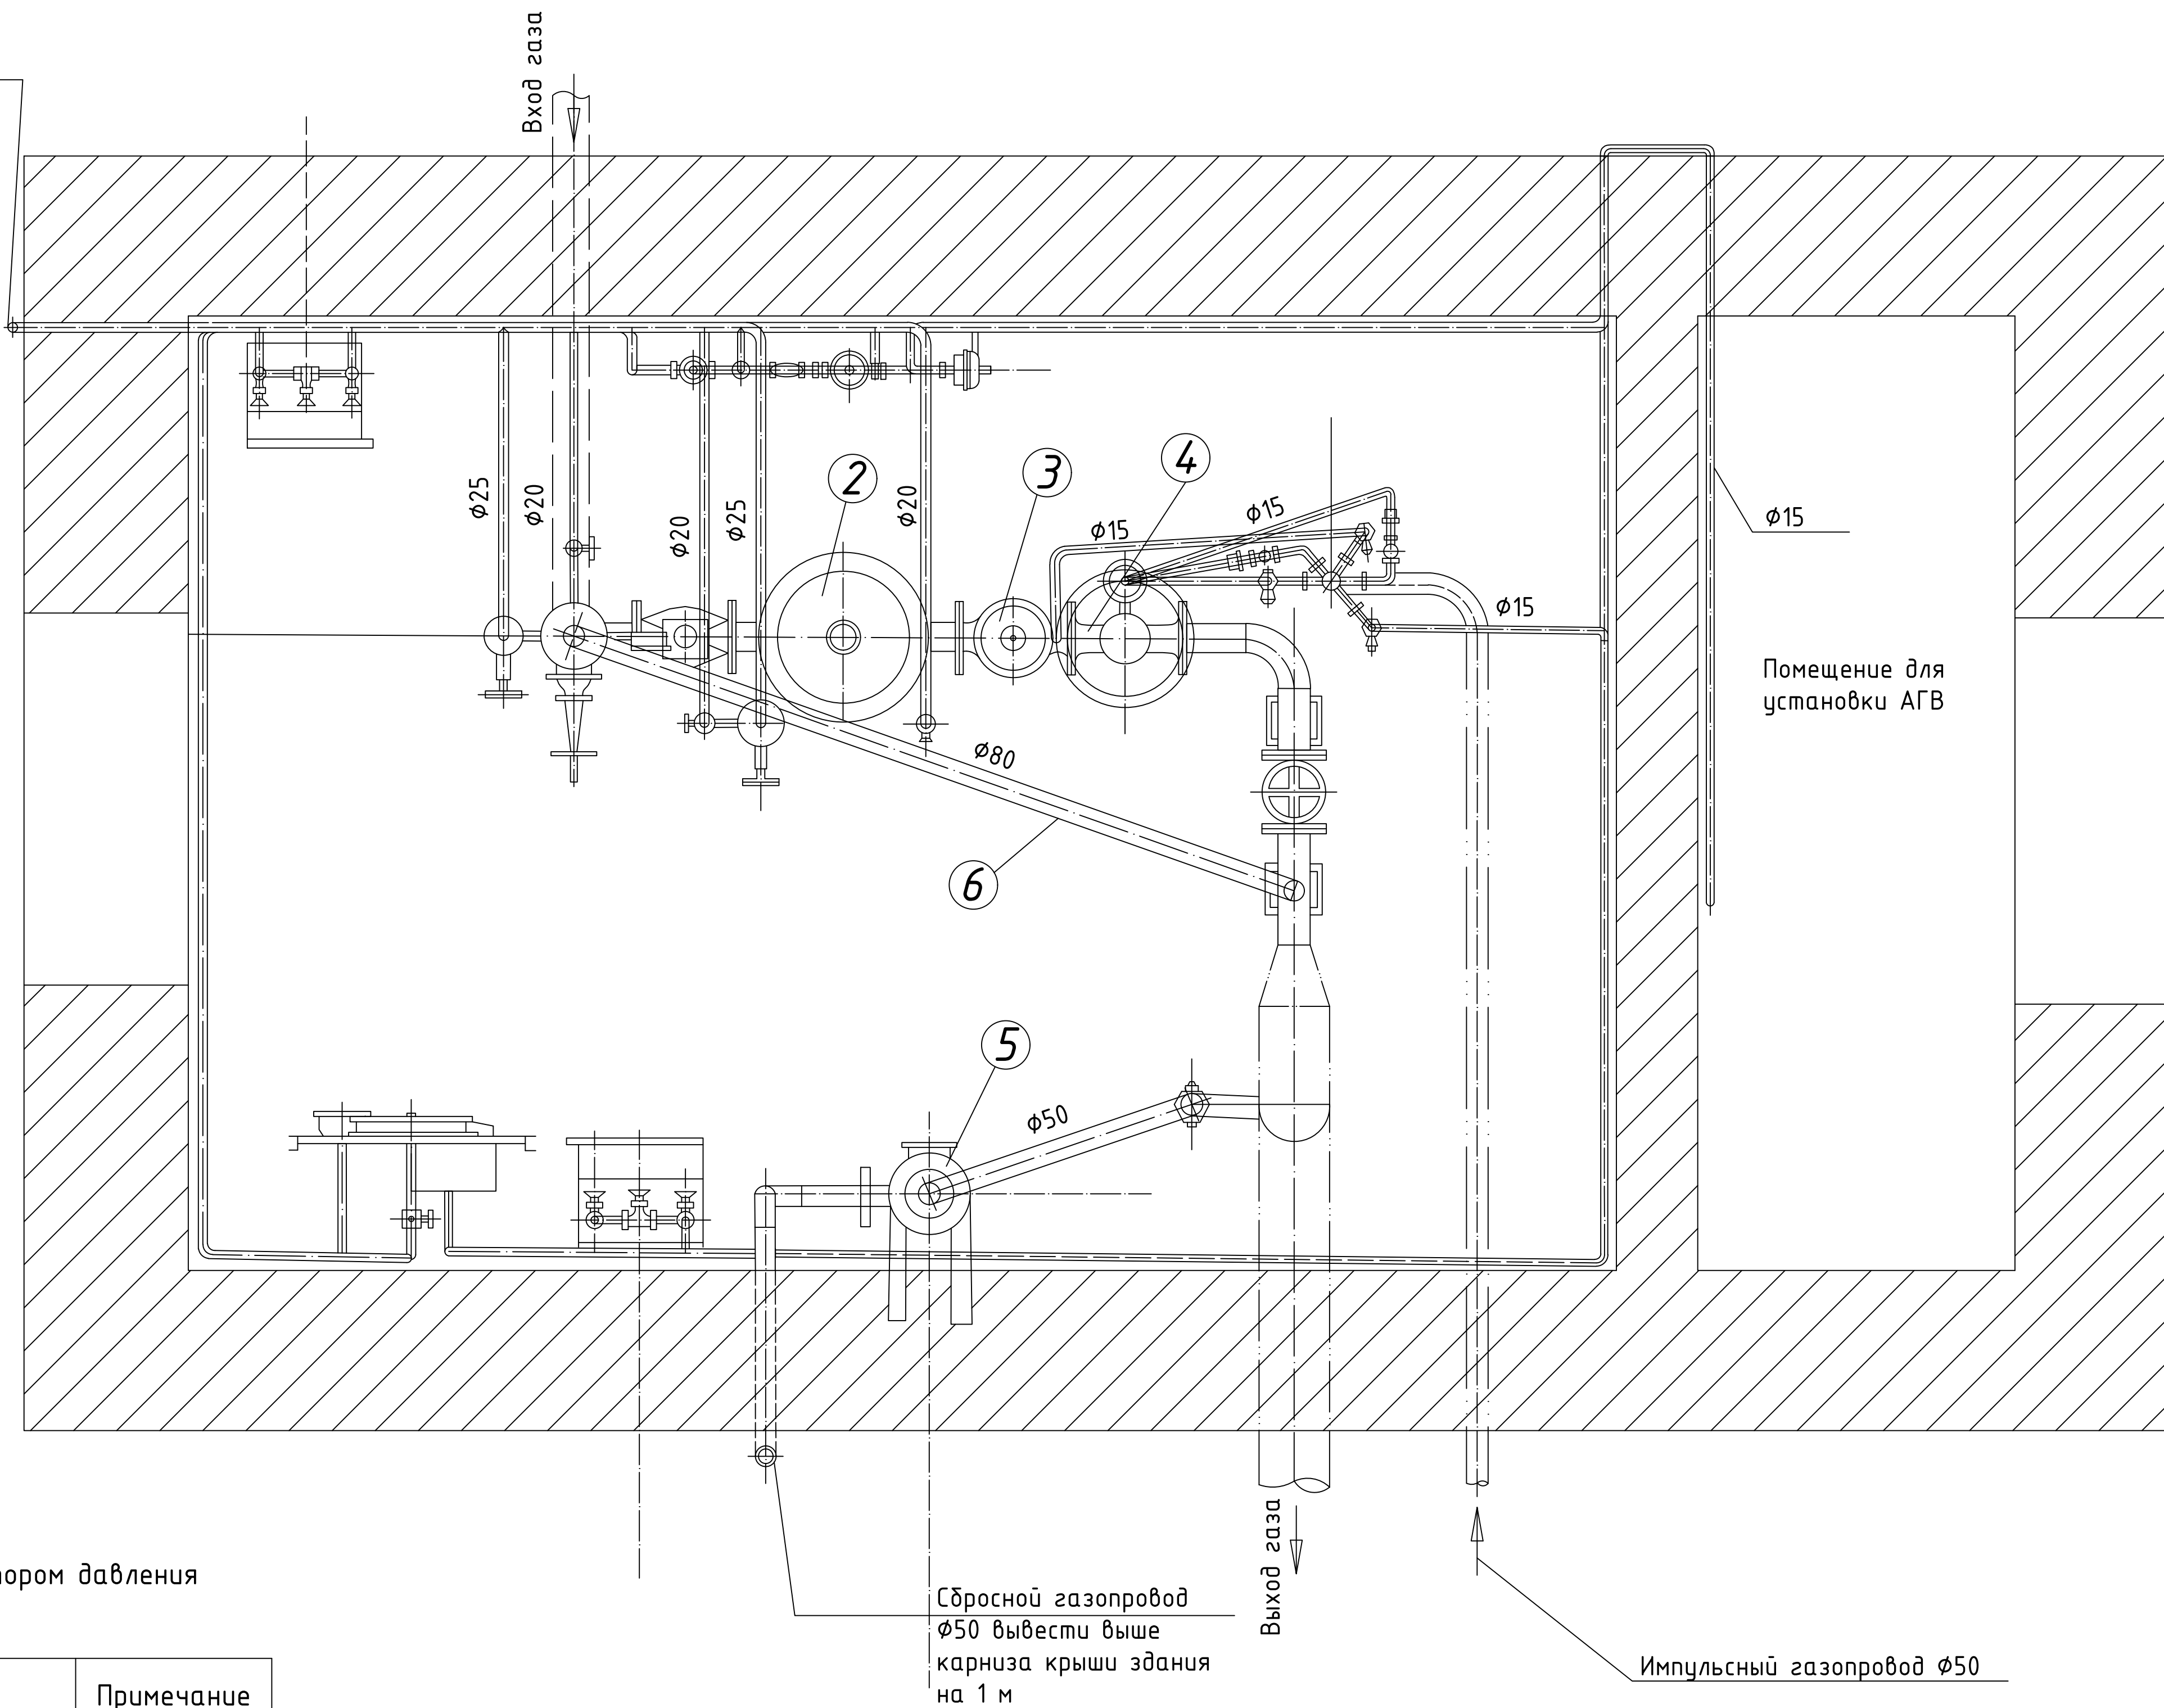 Вход газа
2
3
4
ф25
ф20
ф20
ф25
ф20
ф15
ф15
ф15
ф15
Помещение для
установки АГВ
ф80
6
5
ф50
Выход газа
ором давления
Сбросной газопровод
ф50 вывести выше
карниза крыши здания
на 1 м
Импульсный газопровод ф50
Примечание